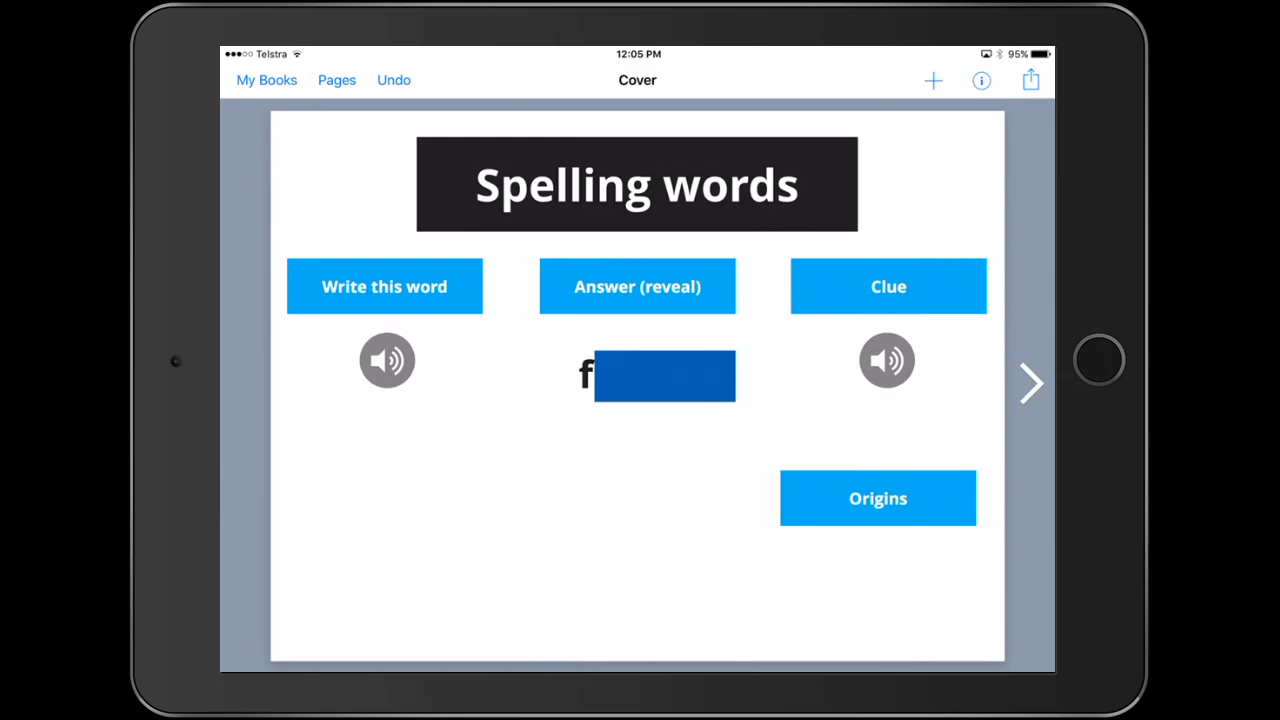 Telstra 12:05 PM 95%
My Books Pages Undo Cover
Spelling words
Write this word Answer (reveal) Clue
f
Origins